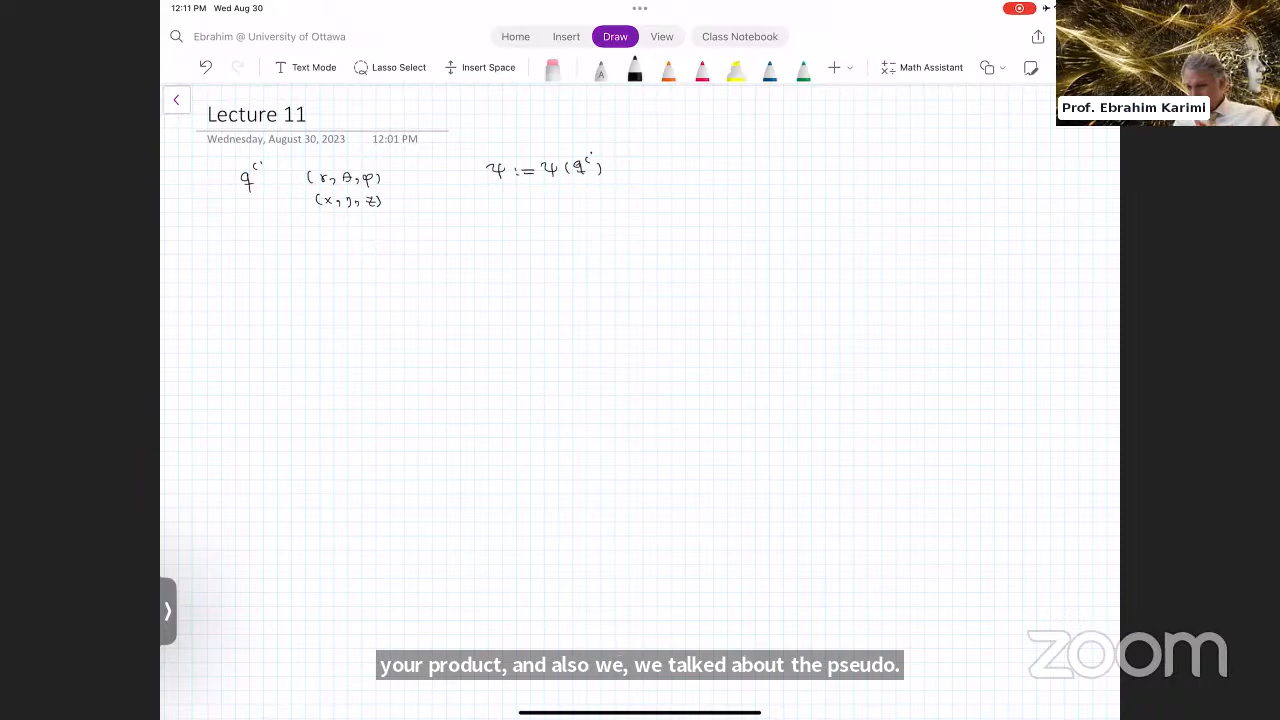 12:11 PM Wed Aug 30
Ebrahim @ University of Ottawa
Home Insert Draw View Class Notebook
Text Mode Lasso Select Insert Space A Math Assistant
Prof. Ebrahim Karimi
Lecture 11
Wednesday, August 30, 2023 12:01 PM
q^i (r, θ, φ) Ψ := Ψ(q^i)
(x, y, z)
zoom
your product, and also we, we talked about the pseudo.